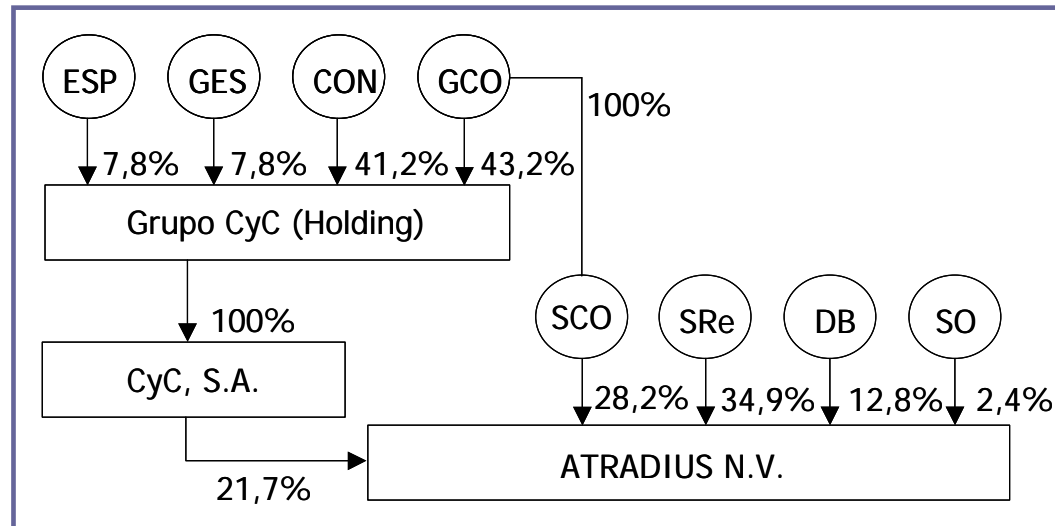 ESP GES CON GCO
100%
7,8% 7,8% 41,2% 43,2%
Grupo CyC (Holding)
100%
SCO SRe DB SO
CyC, S.A.
28,2% 34,9% 12,8% 2,4%
ATRADIUS N.V.
21,7%